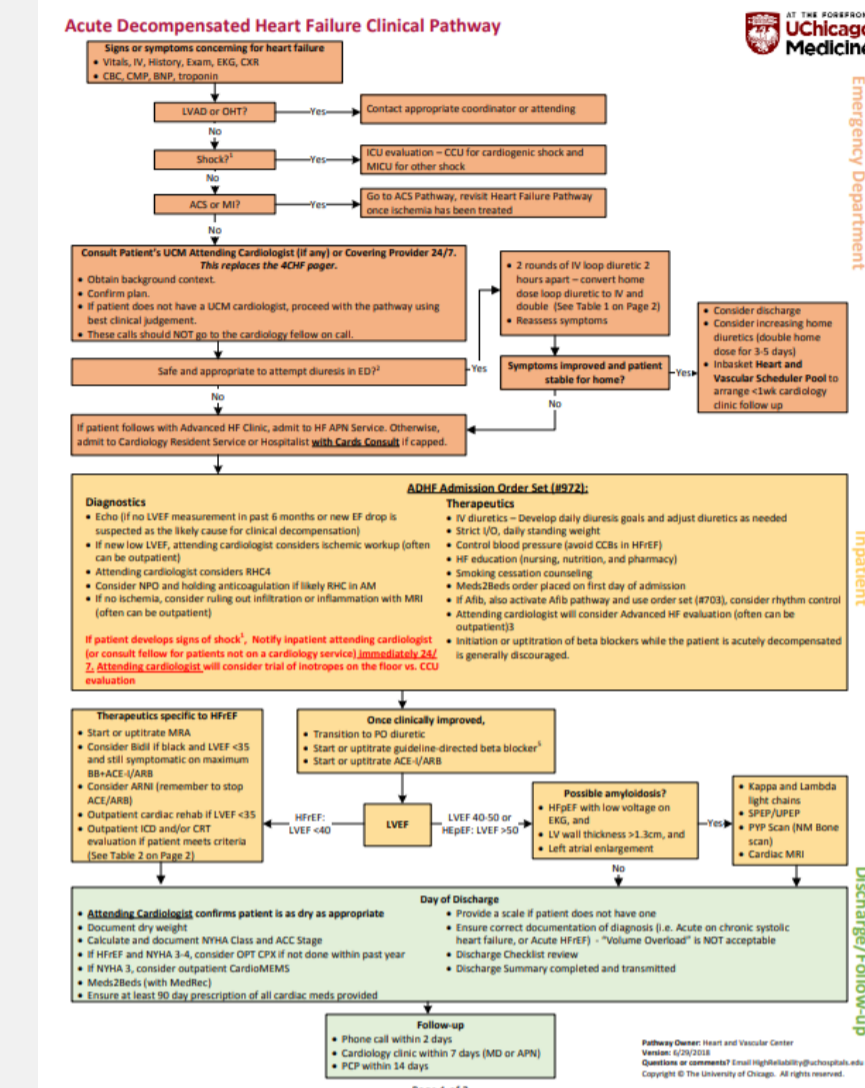 Acute Decompensated Heart Failure Clinical Pathway
AT THE FOREFRON
UChicago
Medicine
Emergency Department
Signs or symptoms concerning for heart failure
• Vitals, IV, History, Exam, EKG, CXR
• CBC, CMP, BNP, troponin
LVAD or OHT?
Yes
Contact appropriate coordinator or attending
No
Shock?¹
Yes
ICU evaluation – CCU for cardiogenic shock and
MICU for other shock
No
ACS or MI?
Yes
Go to ACS Pathway, revisit Heart Failure Pathway
once ischemia has been treated
No
Consult Patient's UCM Attending Cardiologist (if any) or Covering Provider 24/7.
This replaces the 4CHF pager.
• Obtain background context.
• Confirm plan.
• If patient does not have a UCM cardiologist, proceed with the pathway using
best clinical judgement.
• These calls should NOT go to the cardiology fellow on call.
Safe and appropriate to attempt diuresis in ED?²
Yes
• 2 rounds of IV loop diuretic 2
hours apart – convert home
dose loop diuretic to IV and
double (See Table 1 on Page 2)
• Reassess symptoms
Symptoms improved and patient
stable for home?
Yes
• Consider discharge
• Consider increasing home
diuretics (double home
dose for 3-5 days)
• Inbasket Heart and
Vascular Scheduler Pool to
arrange <1wk cardiology
clinic follow up
No
No
If patient follows with Advanced HF Clinic, admit to HF APN Service. Otherwise,
admit to Cardiology Resident Service or Hospitalist with Cards Consult if capped.
Inpatient
ADHF Admission Order Set (#972):
Diagnostics
• Echo (if no LVEF measurement in past 6 months or new EF drop is
suspected as the likely cause for clinical decompensation)
• If new low LVEF, attending cardiologist considers ischemic workup (often
can be outpatient)
• Attending cardiologist considers RHC4
• Consider NPO and holding anticoagulation if likely RHC in AM
• If no ischemia, consider ruling out infiltration or inflammation with MRI
(often can be outpatient)
If patient develops signs of shock¹, Notify inpatient attending cardiologist
(or consult fellow for patients not on a cardiology service) immediately 24/
7. Attending cardiologist will consider trial of inotropes on the floor vs. CCU
evaluation
Therapeutics
• IV diuretics – Develop daily diuresis goals and adjust diuretics as needed
• Strict I/O, daily standing weight
• Control blood pressure (avoid CCBs in HFrEF)
• HF education (nursing, nutrition, and pharmacy)
• Smoking cessation counseling
• Meds2Beds order placed on first day of admission
• If Afib, also activate Afib pathway and use order set (#703), consider rhythm control
• Attending cardiologist will consider Advanced HF evaluation (often can be
outpatient)3
• Initiation or uptitration of beta blockers while the patient is acutely decompensated
is generally discouraged.
Therapeutics specific to HFrEF
• Start or uptitrate MRA
• Consider Bidil if black and LVEF <35
and still symptomatic on maximum
BB+ACE-I/ARB
• Consider ARNI (remember to stop
ACE/ARB)
• Outpatient cardiac rehab if LVEF <35
• Outpatient ICD and/or CRT
evaluation if patient meets criteria
(See Table 2 on Page 2)
Once clinically improved,
• Transition to PO diuretic
• Start or uptitrate guideline-directed beta blocker⁵
• Start or uptitrate ACE-I/ARB
HFrEF:
LVEF <40
LVEF
LVEF 40-50 or
HEpEF: LVEF >50
Possible amyloidosis?
• HFpEF with low voltage on
EKG, and
• LV wall thickness >1.3cm, and
• Left atrial enlargement
Yes
• Kappa and Lambda
light chains
• SPEP/UPEP
• PYP Scan (NM Bone
scan)
• Cardiac MRI
No
Discharge/Follow-up
Day of Discharge
• Attending Cardiologist confirms patient is as dry as appropriate
• Document dry weight
• Calculate and document NYHA Class and ACC Stage
• If HFrEF and NYHA 3-4, consider OPT CPX if not done within past year
• If NYHA 3, consider outpatient CardioMEMS
• Meds2Beds (with MedRec)
• Ensure at least 90 day prescription of all cardiac meds provided
• Provide a scale if patient does not have one
• Ensure correct documentation of diagnosis (i.e. Acute on chronic systolic
heart failure, or Acute HFrEF) - "Volume Overload" is NOT acceptable
• Discharge Checklist review
• Discharge Summary completed and transmitted
Follow-up
• Phone call within 2 days
• Cardiology clinic within 7 days (MD or APN)
• PCP within 14 days
Pathway Owner: Heart and Vascular Center
Version: 6/29/2018
Questions or comments? Email HighReliability@uchospitals.edu
Copyright © The University of Chicago. All rights reserved.